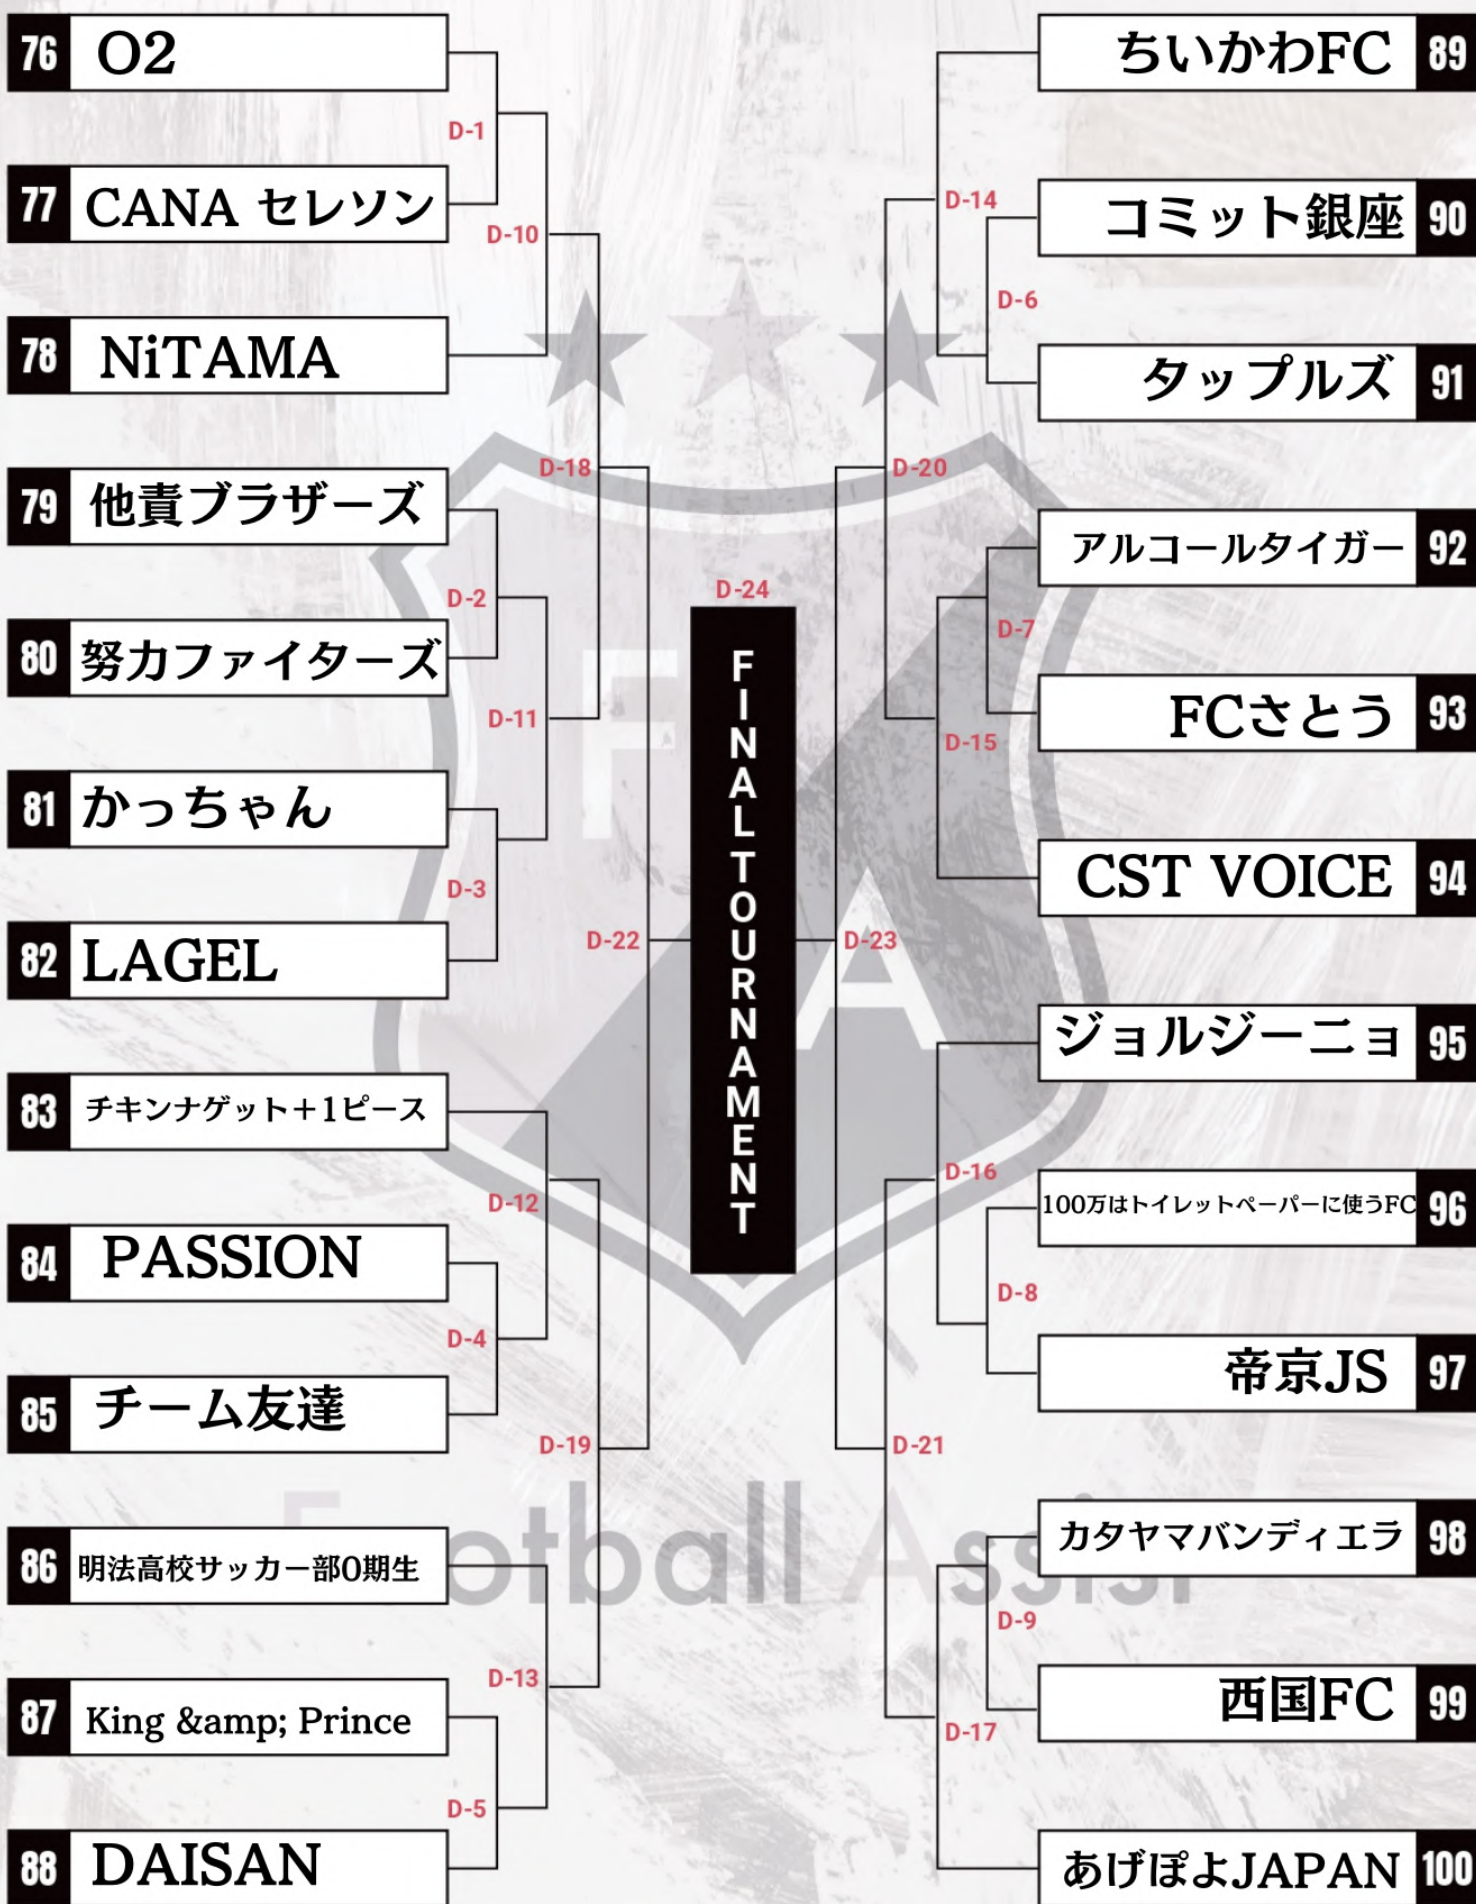 76 O2
D-1
77 CANA セレソン
D-10
78 NiTAMA
D-18
79 他責ブラザーズ
D-2
80 努力ファイターズ
D-11
81 かっちゃん
D-3
82 LAGEL
D-22
83 チキンナゲット+1ピース
D-12
84 PASSION
D-4
85 チーム友達
D-19
86 明法高校サッカー部0期生
D-13
87 King &amp;amp; Prince
D-5
88 DAISAN
D-24
FINAL TOURNAMENT
FA
Football Assist
ちいかわFC 89
D-14
コミット銀座 90
D-6
タップルズ 91
D-20
アルコールタイガー 92
D-7
FCさとう 93
D-15
CST VOICE 94
D-23
ジョルジーニョ 95
D-16
100万はトイレットペーパーに使うFC 96
D-8
帝京JS 97
D-21
カタヤマバンディエラ 98
D-9
西国FC 99
D-17
あげぽよJAPAN 100